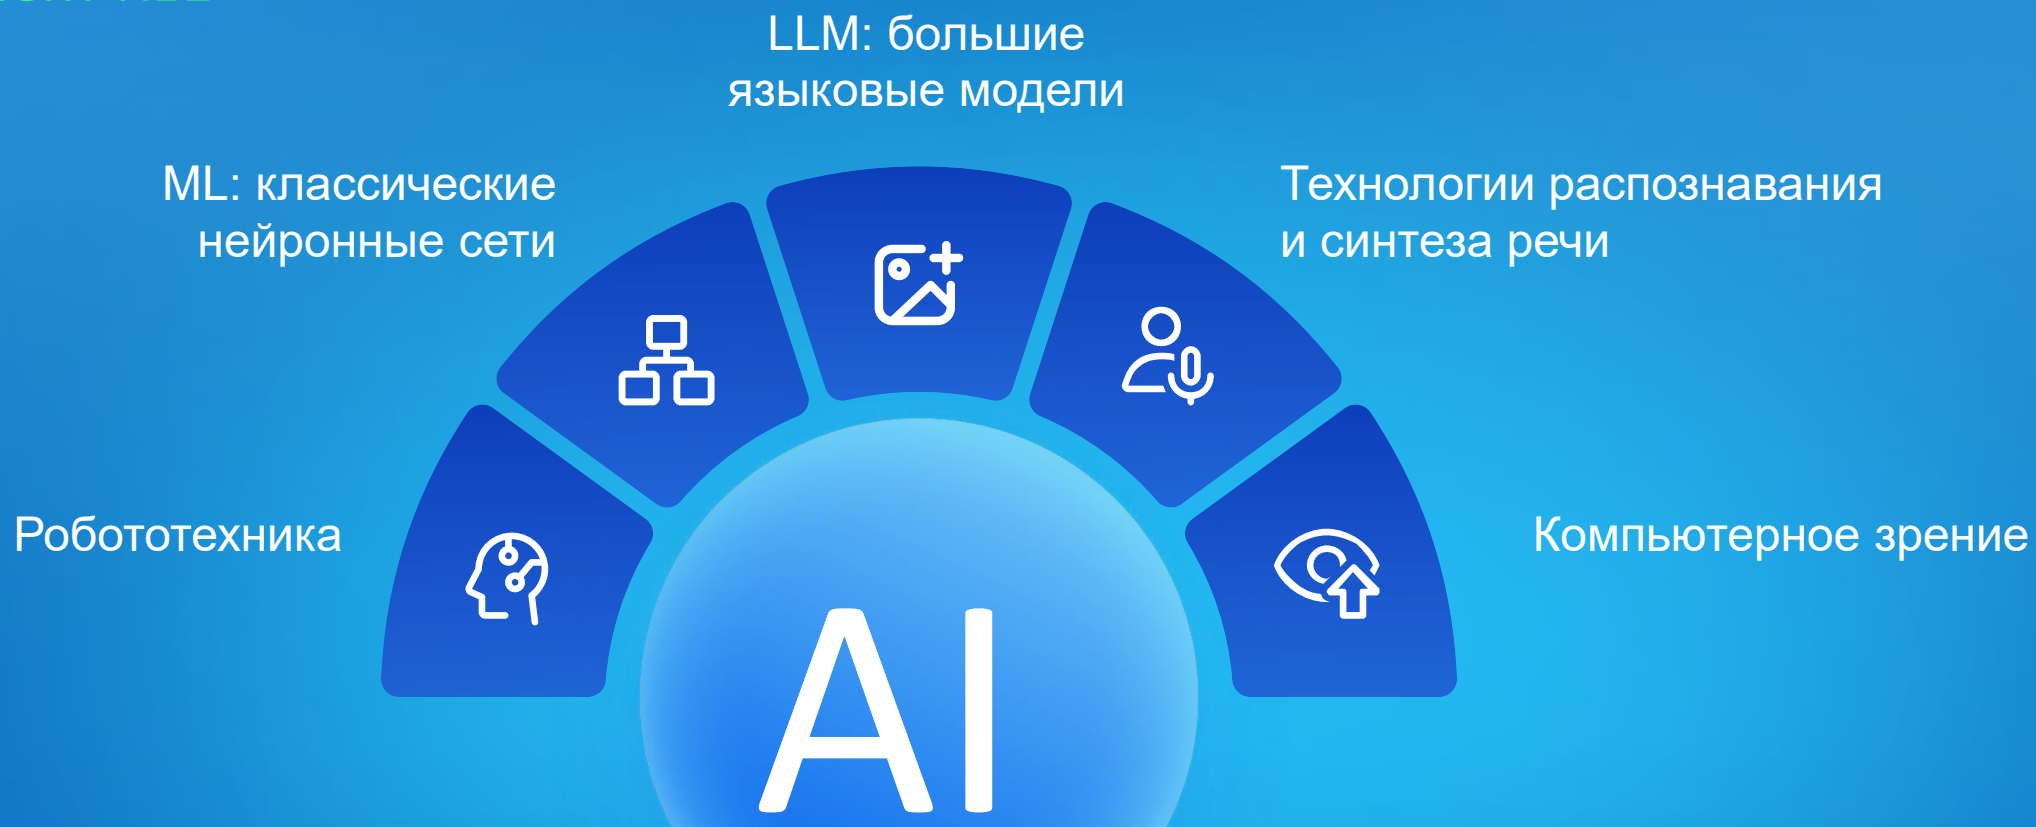 LLM: большие
языковые модели
ML: классические
нейронные сети
Технологии распознавания
и синтеза речи
Робототехника
Компьютерное зрение
AI